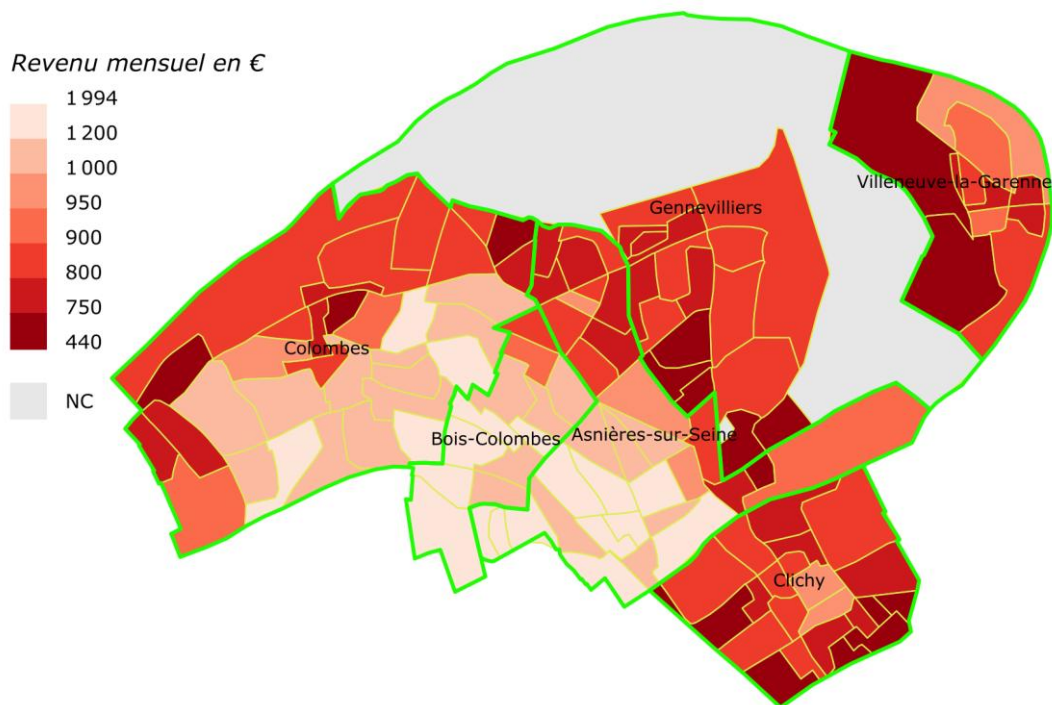 Revenu mensuel en €
1 994
1 200
1 000
950
900
800
750
440
NC
Villeneuve-la-Garenne
Gennevilliers
Colombes
Bois-Colombes
Asnières-sur-Seine
Clichy